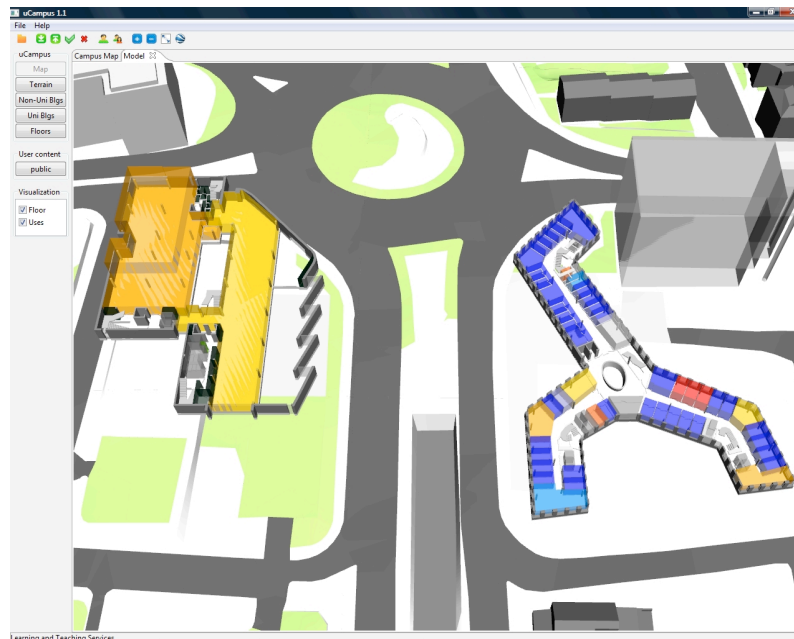 uCampus 1.1
File Help
uCampus
Map
Terrain
Non-Uni Blgs
Uni Blgs
Floors
User content
public
Visualization
Floor
Uses
Campus Map Model
Learning and Teaching Services